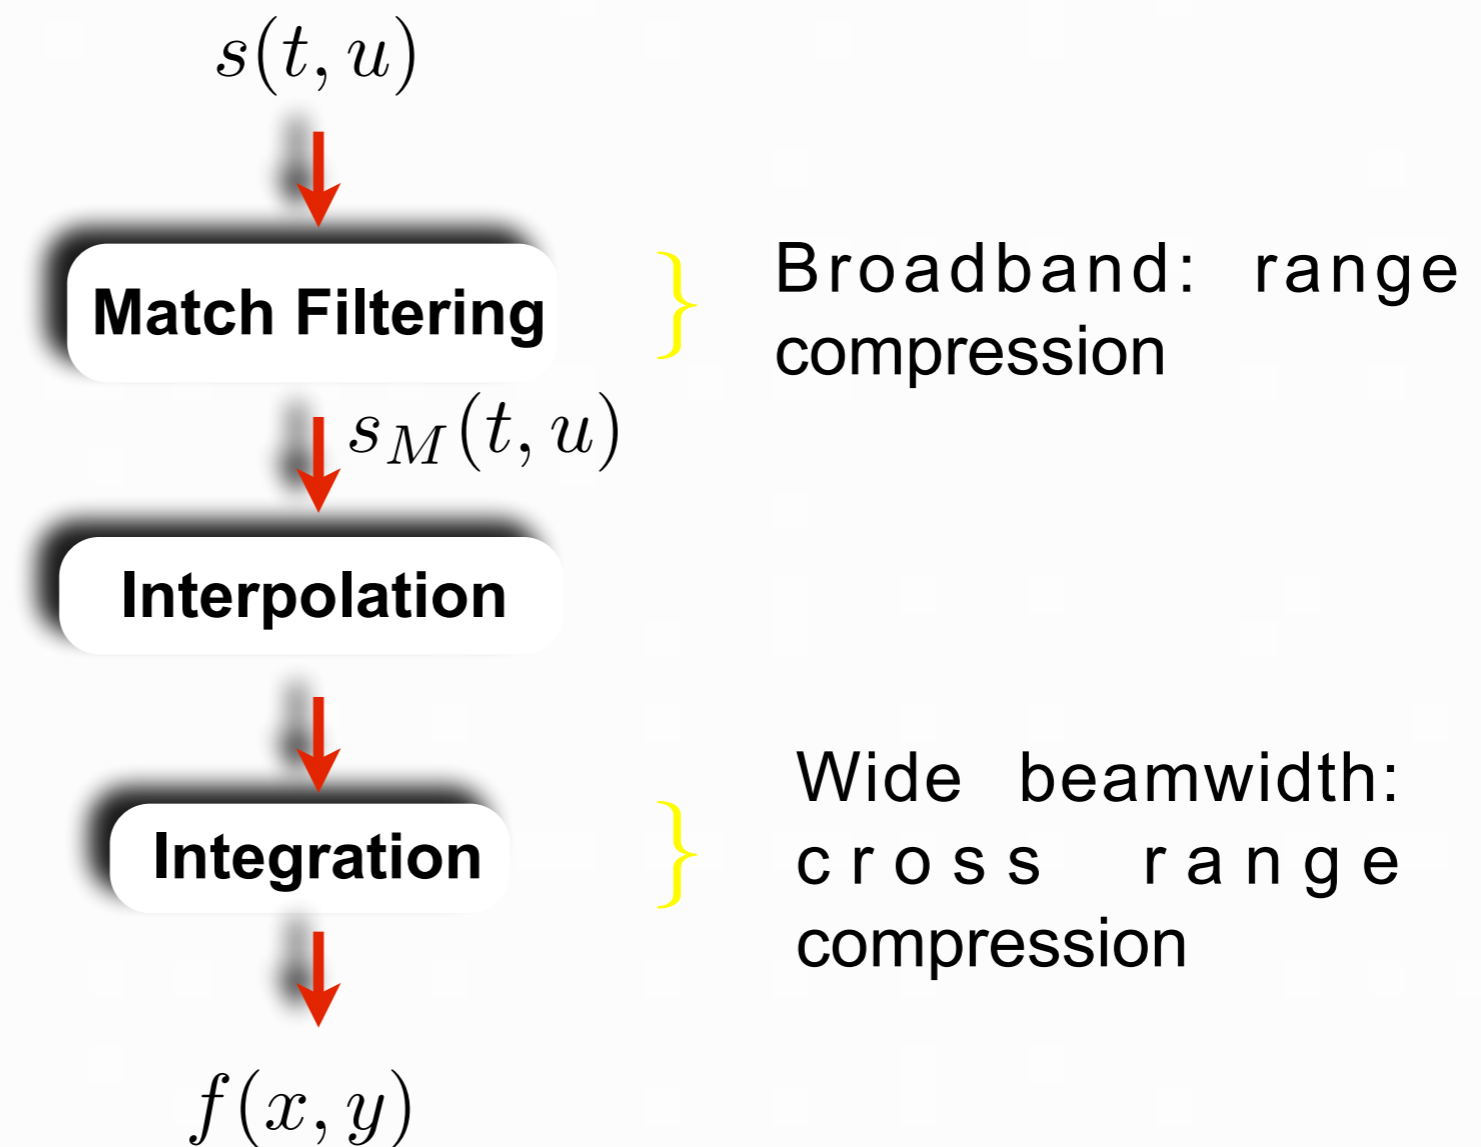 s(t, u)
Match Filtering
Broadband: range
compression
s_M(t, u)
Interpolation
Integration
Wide beamwidth:
cross range
compression
f(x, y)